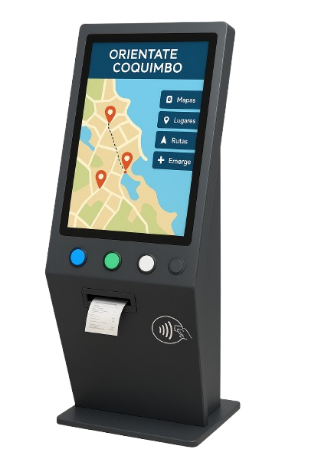 ORIENTATE
COQUIMBO
Mapas
Lugares
Rutas
Emerge